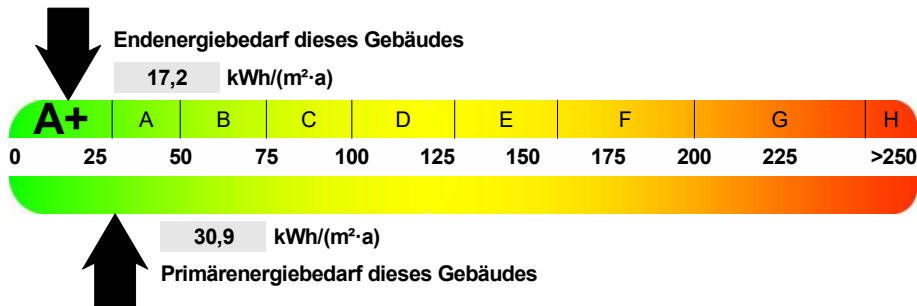 Endenergiebedarf dieses Gebäudes
17,2 kWh/(m²·a)
A+ A B C D E F G H
0 25 50 75 100 125 150 175 200 225 >250
30,9 kWh/(m²·a)
Primärenergiebedarf dieses Gebäudes